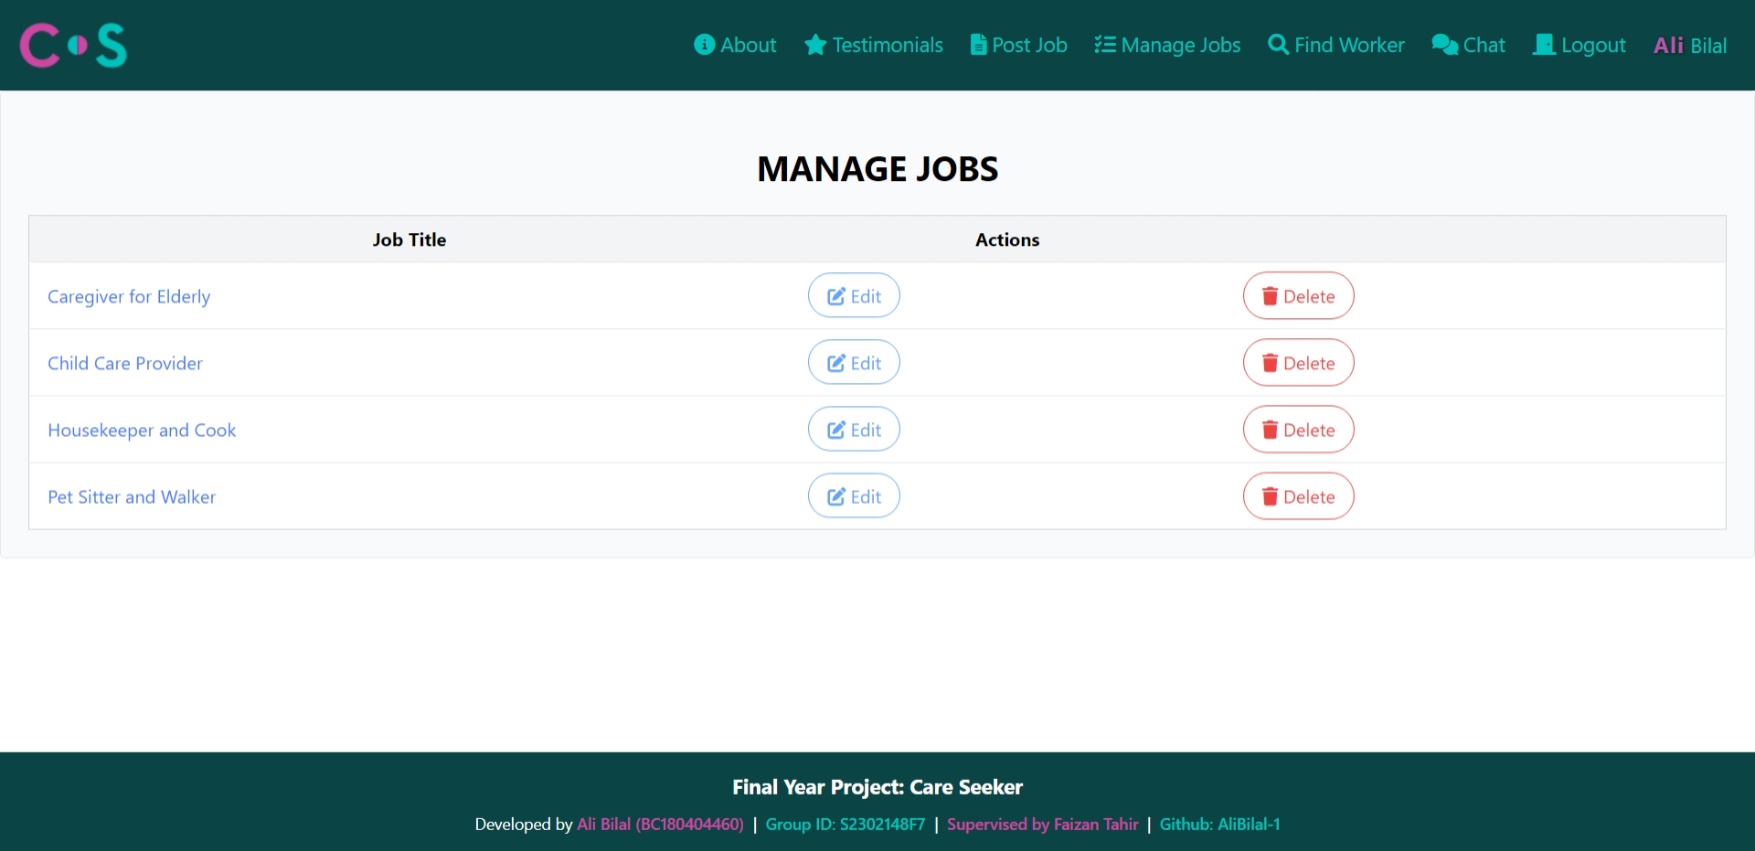 C S
About Testimonials Post Job Manage Jobs Find Worker Chat Logout Ali Bilal
MANAGE JOBS
Job Title Actions
Caregiver for Elderly Edit Delete
Child Care Provider Edit Delete
Housekeeper and Cook Edit Delete
Pet Sitter and Walker Edit Delete
Final Year Project: Care Seeker
Developed by Ali Bilal (BC180404460) | Group ID: S2302148F7 | Supervised by Faizan Tahir | Github: AliBilal-1